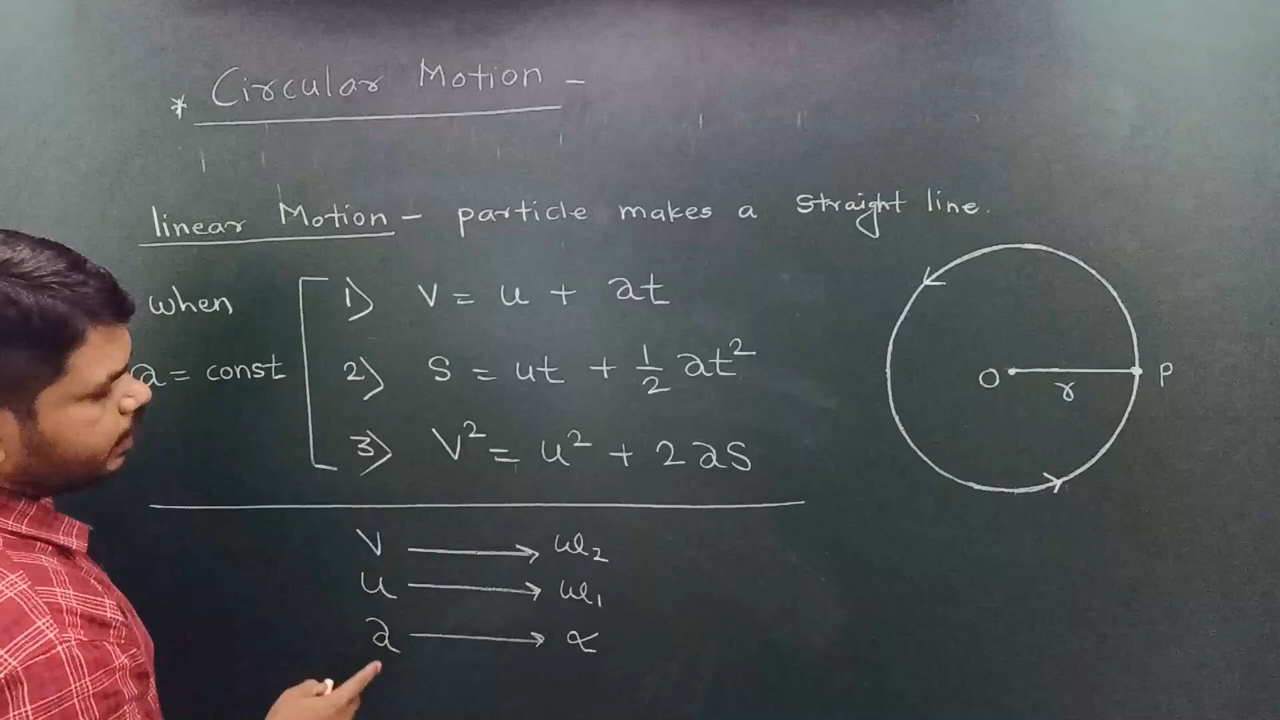 * Circular Motion -
linear Motion - particle makes a straight line.
when
a = const
1) v = u + at
2) s = ut + 1/2 at²
3) v² = u² + 2as
O r P
v → ω₂
u → ω₁
a → α